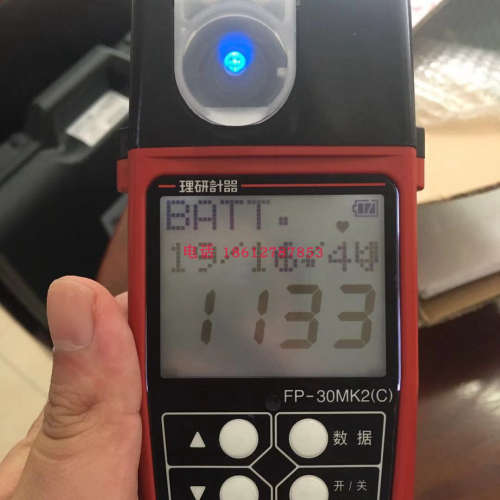 理研計器
BATT.
电话 13612757853
1133
FP-30MK2(C)
▲ 数据
▼ 开/关